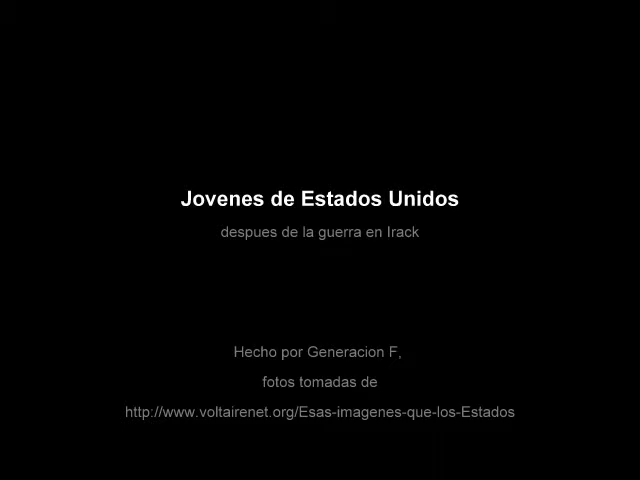 Jovenes de Estados Unidos
despues de la guerra en Irack
Hecho por Generacion F,
fotos tomadas de
http://www.voltairenet.org/Esas-imagenes-que-los-Estados